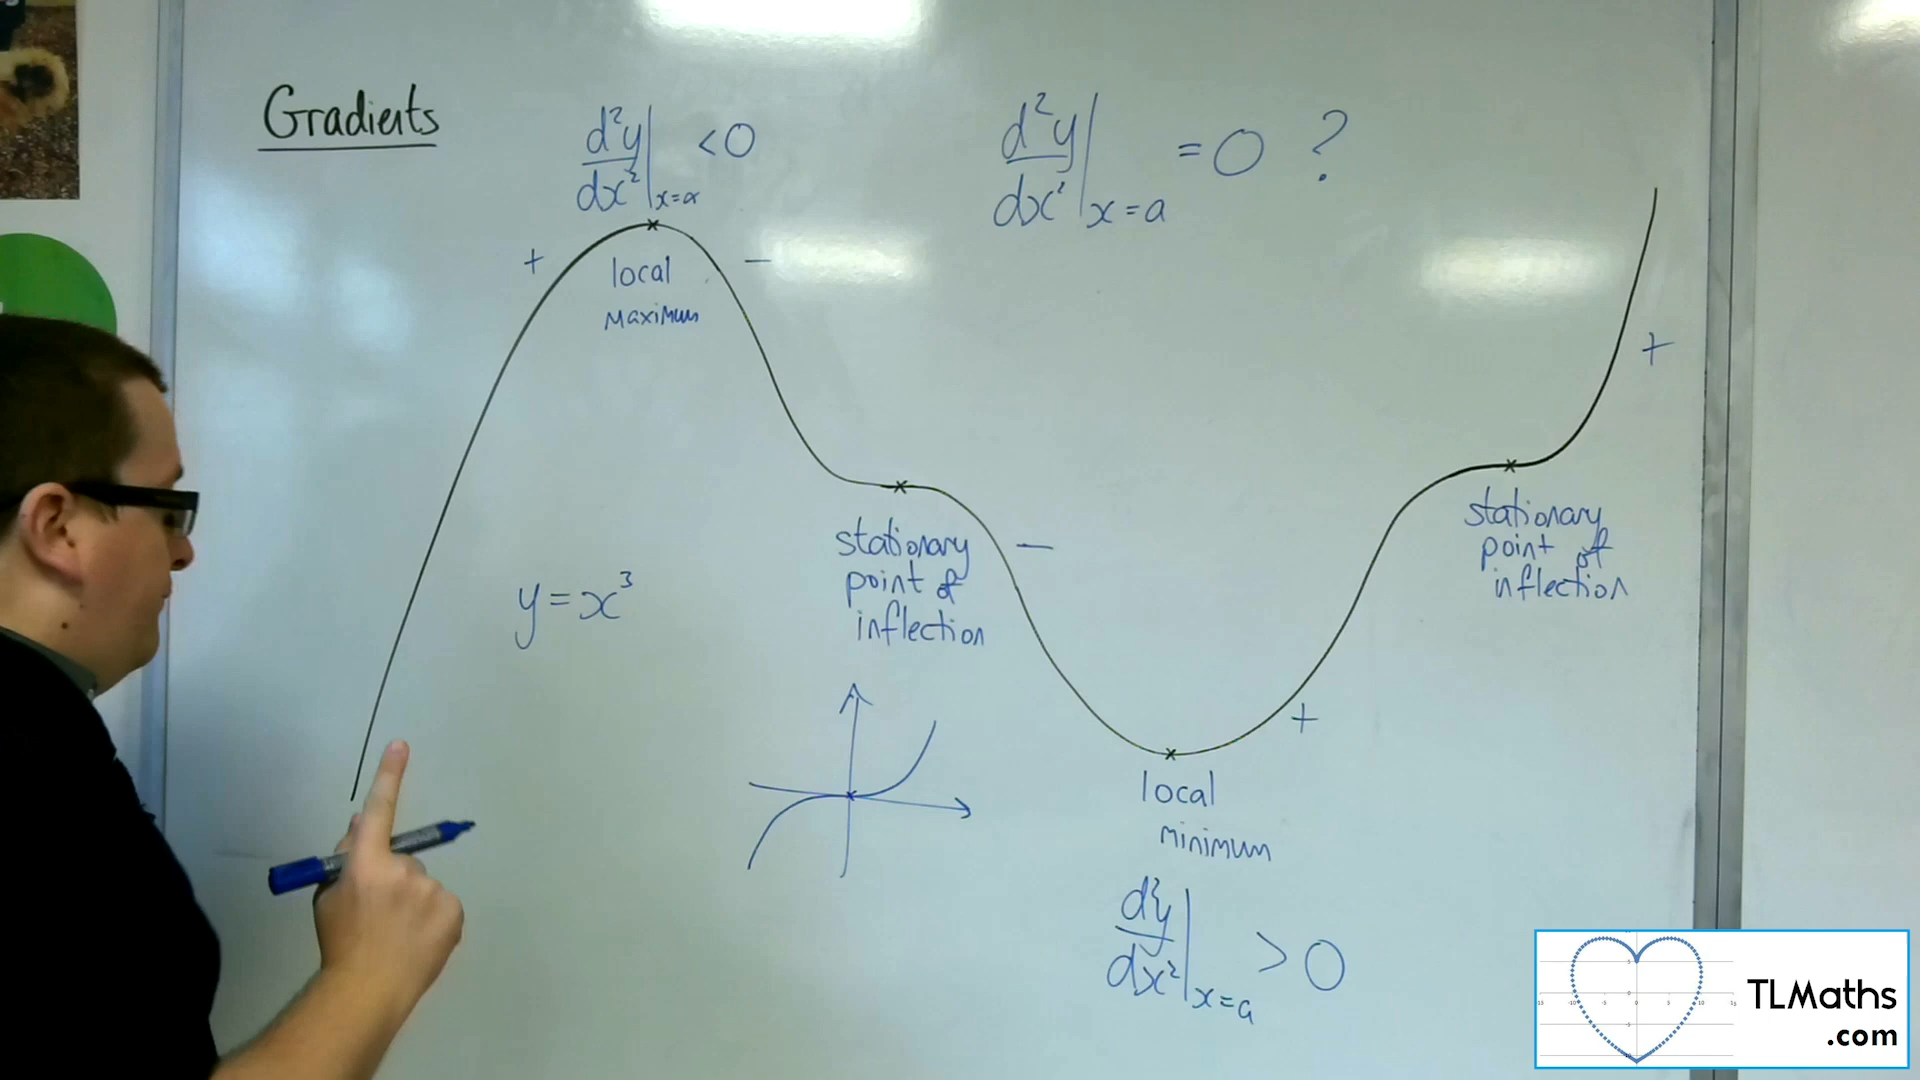 Gradients
d²y/dx² | x=a < 0
d²y/dx² | x=a = 0 ?
+
local
maximum
−
+
stationary
point of
inflection
−
stationary
point of
inflection
y = x³
+
local
minimum
d²y/dx² | x=a > 0
TLMaths
.com